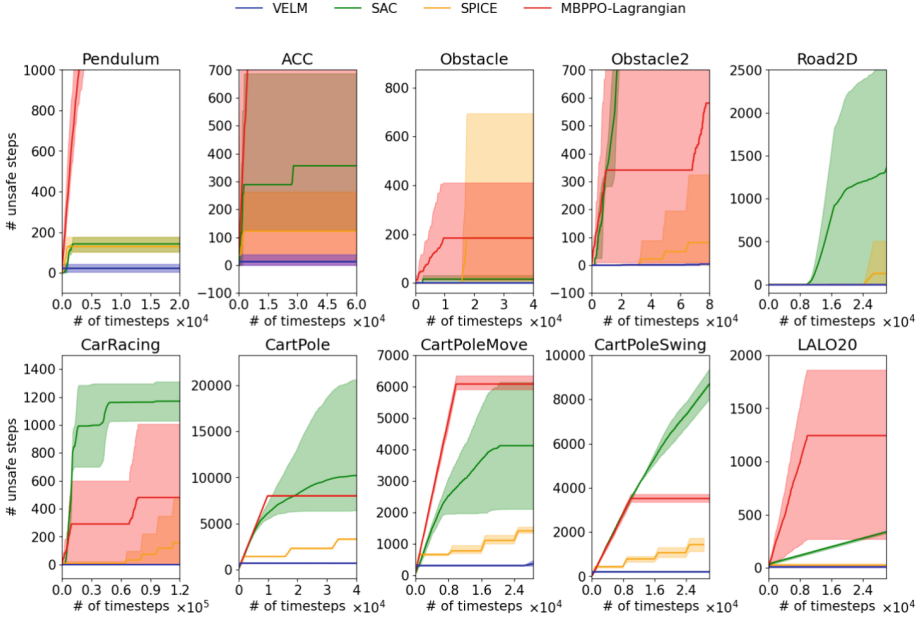 VELM SAC SPICE MBPPO-Lagrangian
Pendulum ACC Obstacle Obstacle2 Road2D
# unsafe steps
1000
800
600
400
200
0
0.0 0.5 1.0 1.5 2.0
# of timesteps ×10⁴
700
600
500
400
300
200
100
0
−100
0.0 1.5 3.0 4.5 6.0
# of timesteps ×10⁴
800
600
400
200
0
0 1 2 3 4
# of timesteps ×10⁴
700
600
500
400
300
200
100
0
−100
0 2 4 6 8
# of timesteps ×10⁴
2500
2000
1500
1000
500
0
0.0 0.8 1.6 2.4
# of timesteps ×10⁴
CarRacing CartPole CartPoleMove CartPoleSwing LALO20
# unsafe steps
1400
1200
1000
800
600
400
200
0
0.0 0.3 0.6 0.9 1.2
# of timesteps ×10⁵
20000
15000
10000
5000
0
0 1 2 3 4
# of timesteps ×10⁴
7000
6000
5000
4000
3000
2000
1000
0
0.0 0.8 1.6 2.4
# of timesteps ×10⁴
10000
8000
6000
4000
2000
0
0.0 0.8 1.6 2.4
# of timesteps ×10⁴
2000
1500
1000
500
0
0.0 0.8 1.6 2.4
# of timesteps ×10⁴